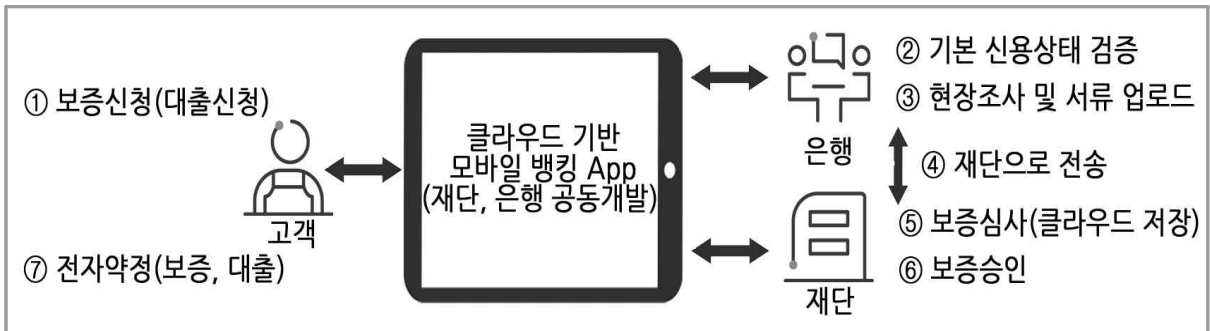 ① 보증신청(대출신청)
고객
⑦ 전자약정(보증, 대출)
클라우드 기반
모바일 뱅킹 App
(재단, 은행 공동개발)
은행
② 기본 신용상태 검증
③ 현장조사 및 서류 업로드
④ 재단으로 전송
재단
⑤ 보증심사(클라우드 저장)
⑥ 보증승인